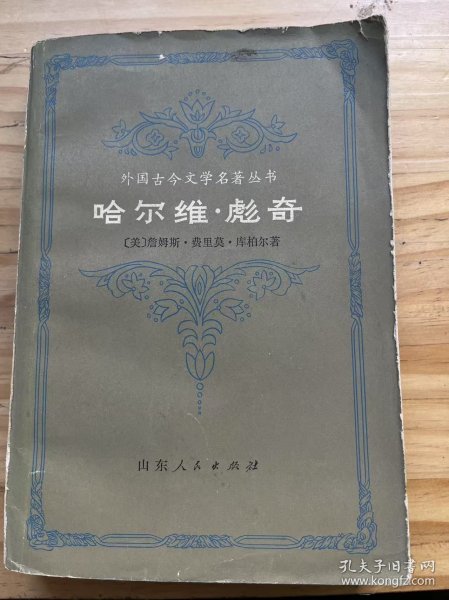 外国古今文学名著丛书
哈尔维·彪奇
〔美〕詹姆斯·费里莫·库柏尔著
山东人民出版社
孔夫子旧书网
www.kongfz.com